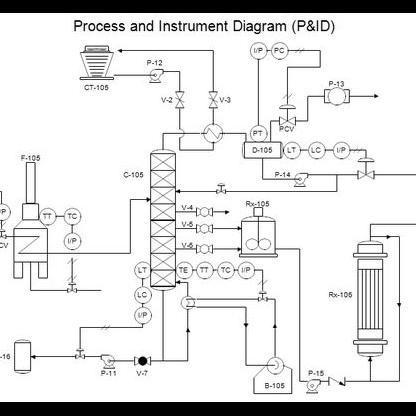 Process and Instrument Diagram (P&ID)
I/P PC
P-12
P-13
CT-105
V-2 V-3
PCV
PT
D-105 LT LC I/P
F-105
C-105
P-14
V-4
Rx-105
TT TC
V-5
I/P
V-6
LT TE TT TC I/P
LC
Rx-106
I/P
-16
P-11 V-7
B-105
P-15